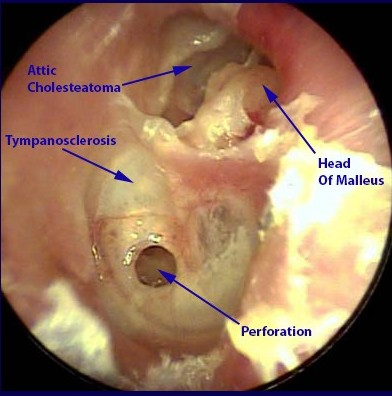 Attic
Cholesteatoma
Tympanosclerosis
Head
Of Malleus
Perforation